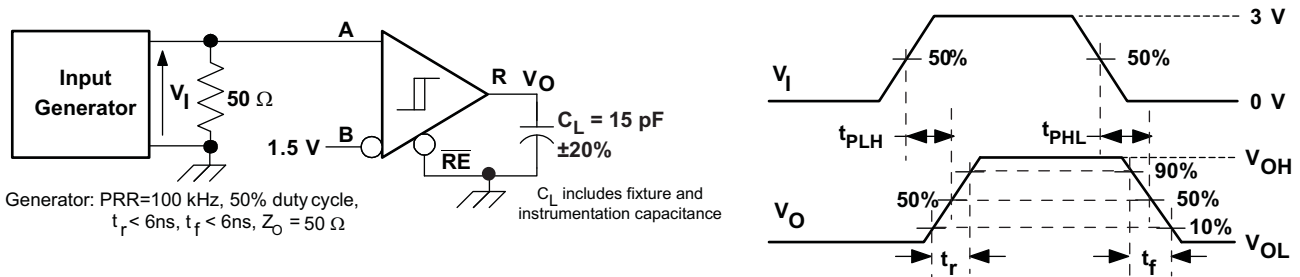 Input
Generator
V_I
50 Ω
A
B
1.5 V
R
V_O
RE
C_L = 15 pF
±20%
Generator: PRR=100 kHz, 50% duty cycle,
t_r < 6ns, t_f < 6ns, Z_O = 50 Ω
C_L includes fixture and
instrumentation capacitance
3 V
50%
50%
V_I
0 V
t_PLH
t_PHL
V_OH
90%
50%
50%
V_O
10%
V_OL
t_r
t_f